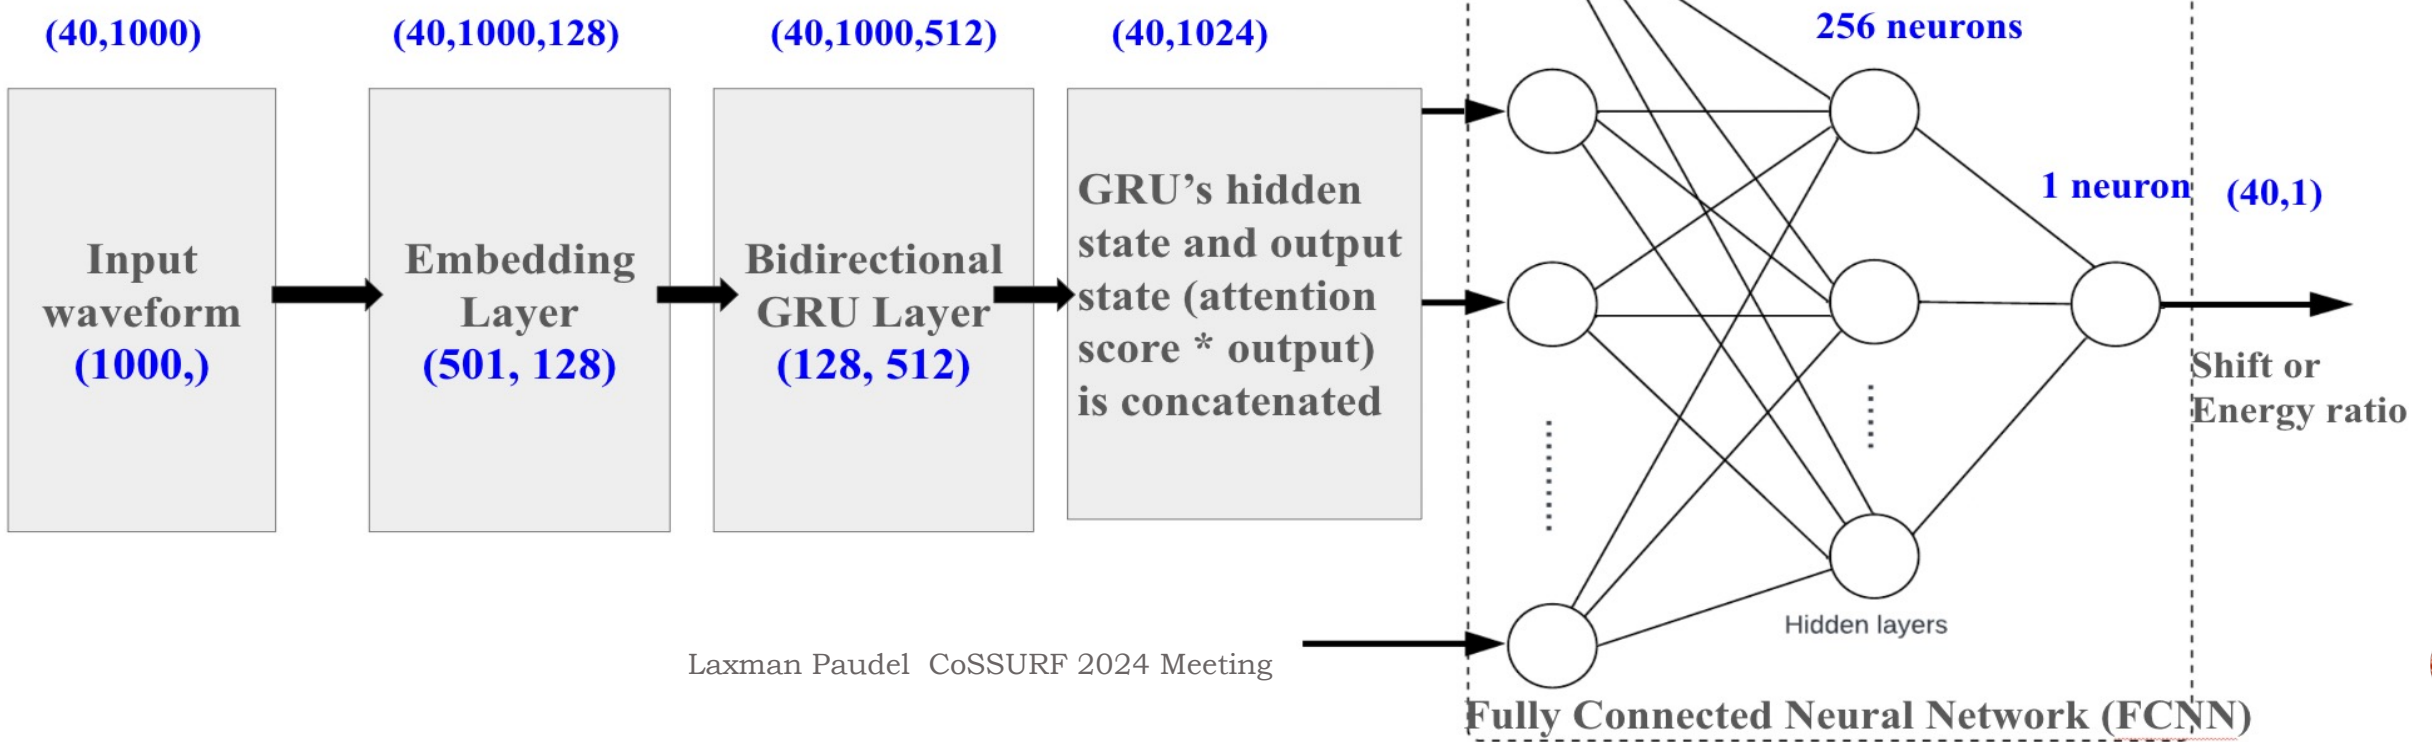 (40,1000)
(40,1000,128)
(40,1000,512)
(40,1024)
256 neurons
Input
waveform
(1000,)
Embedding
Layer
(501, 128)
Bidirectional
GRU Layer
(128, 512)
GRU’s hidden
state and output
state (attention
score * output)
is concatenated
1 neuron
(40,1)
Shift or
Energy ratio
Hidden layers
Laxman Paudel CoSSURF 2024 Meeting
Fully Connected Neural Network (FCNN)